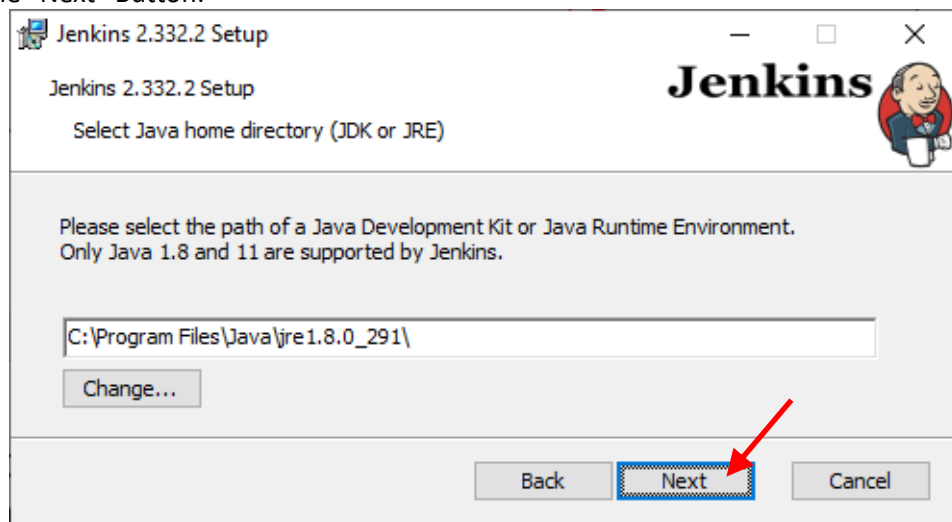 "Next" Button.
Jenkins 2.332.2 Setup
Jenkins 2.332.2 Setup
Jenkins
Select Java home directory (JDK or JRE)
Please select the path of a Java Development Kit or Java Runtime Environment.
Only Java 1.8 and 11 are supported by Jenkins.
C:\Program Files\Java\jre1.8.0_291\
Change...
Back Next Cancel